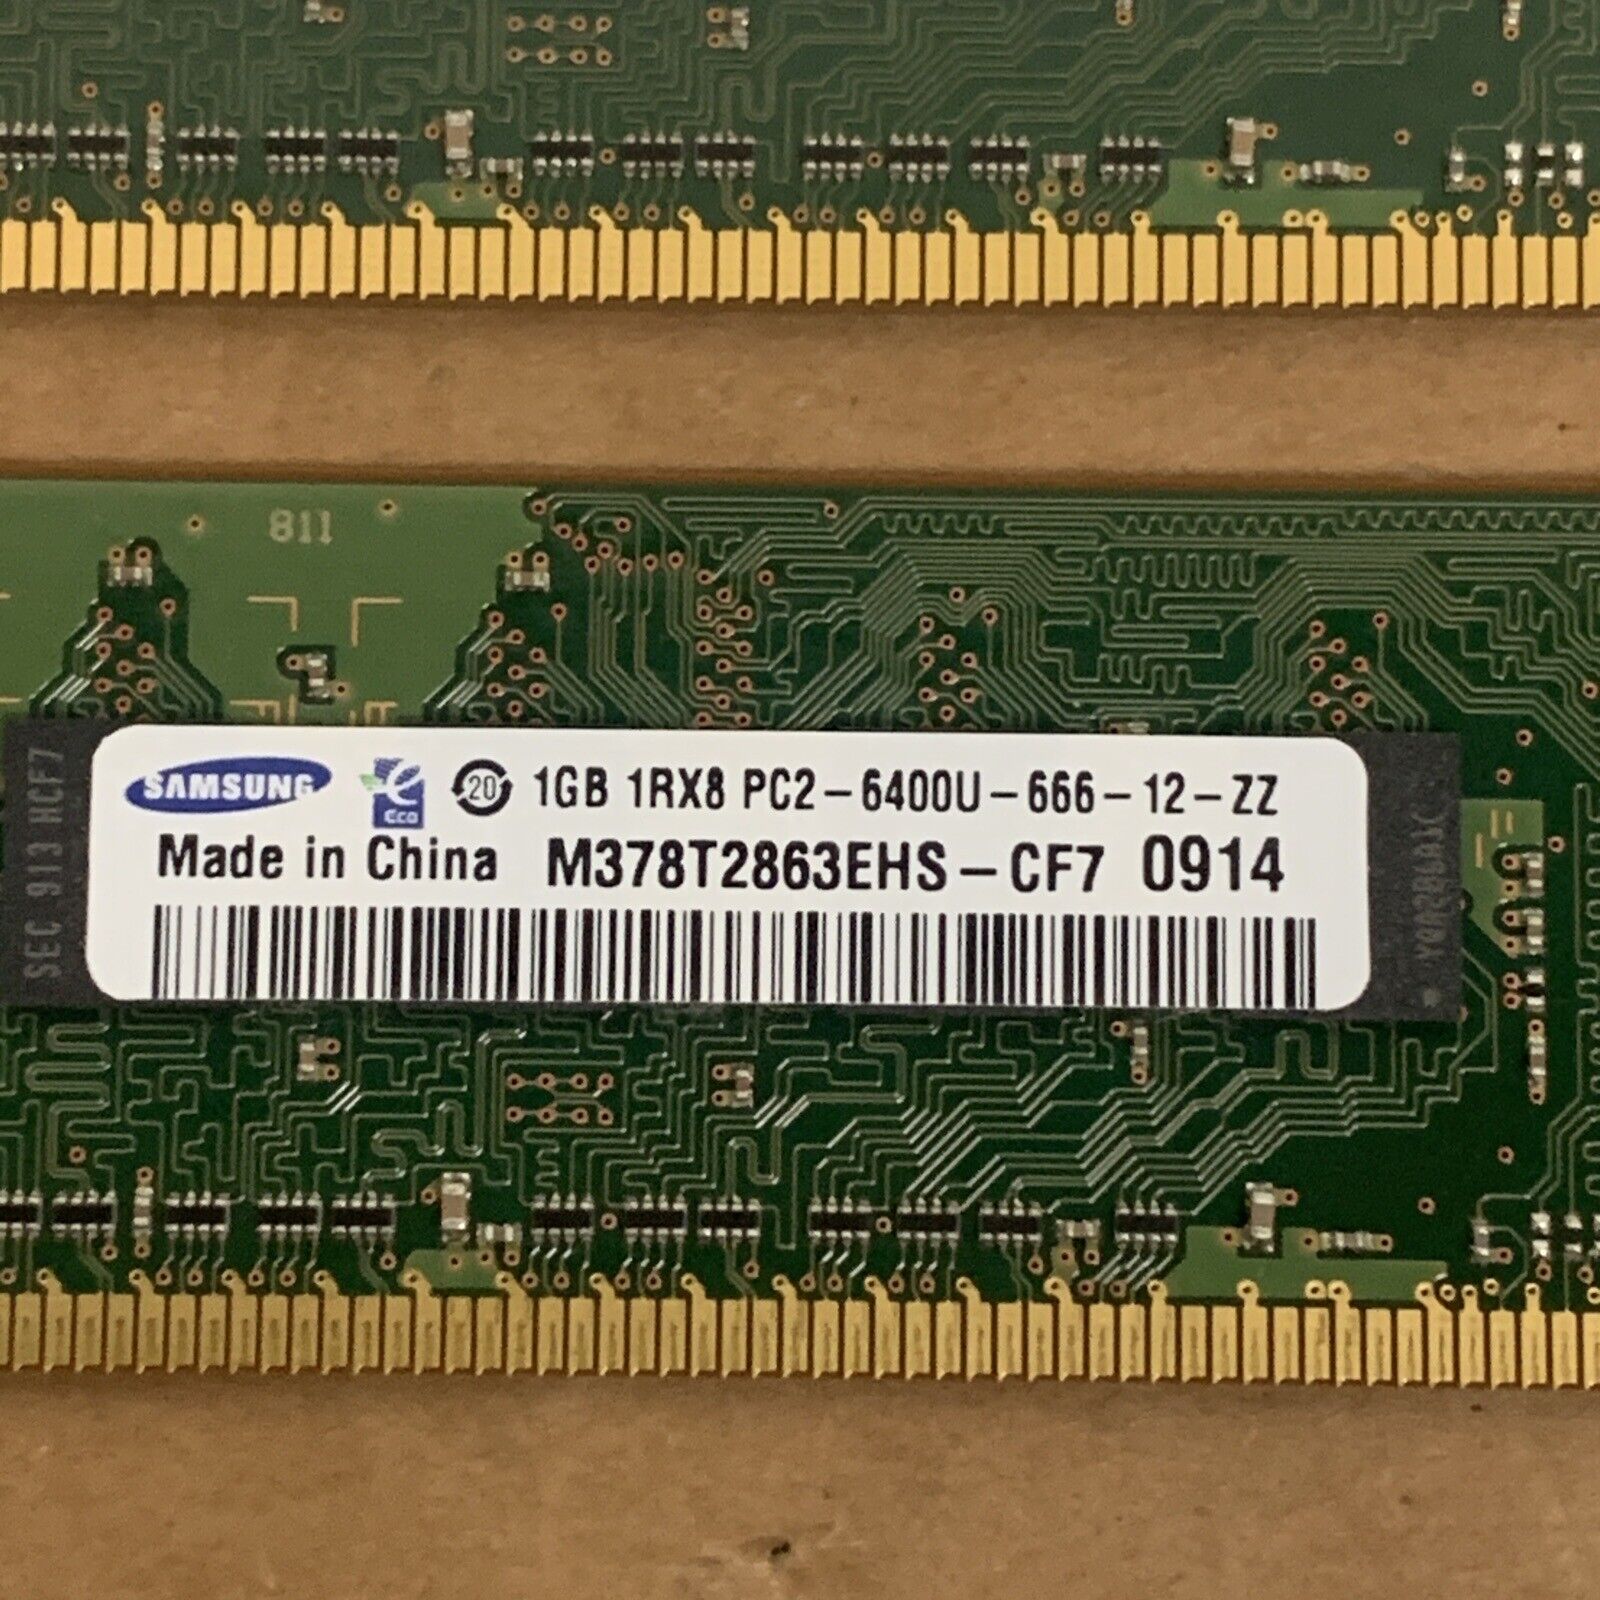 811
SAMSUNG eco 20 1GB 1RX8 PC2-6400U-666-12-ZZ
Made in China M378T2863EHS-CF7 0914
SEC 913 HCF7